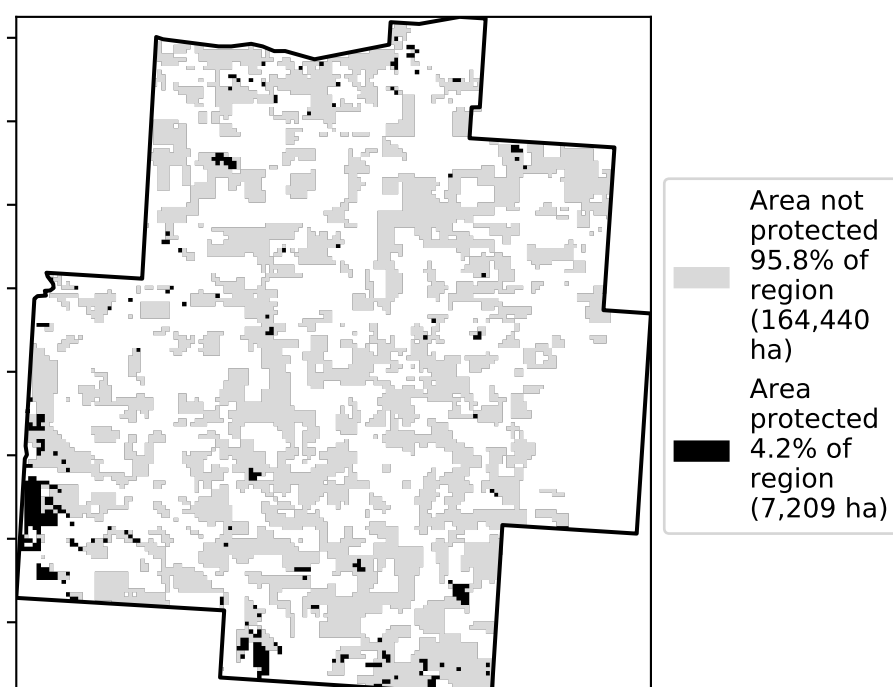 Area not
protected
95.8% of
region
(164,440
ha)
Area
protected
4.2% of
region
(7,209 ha)